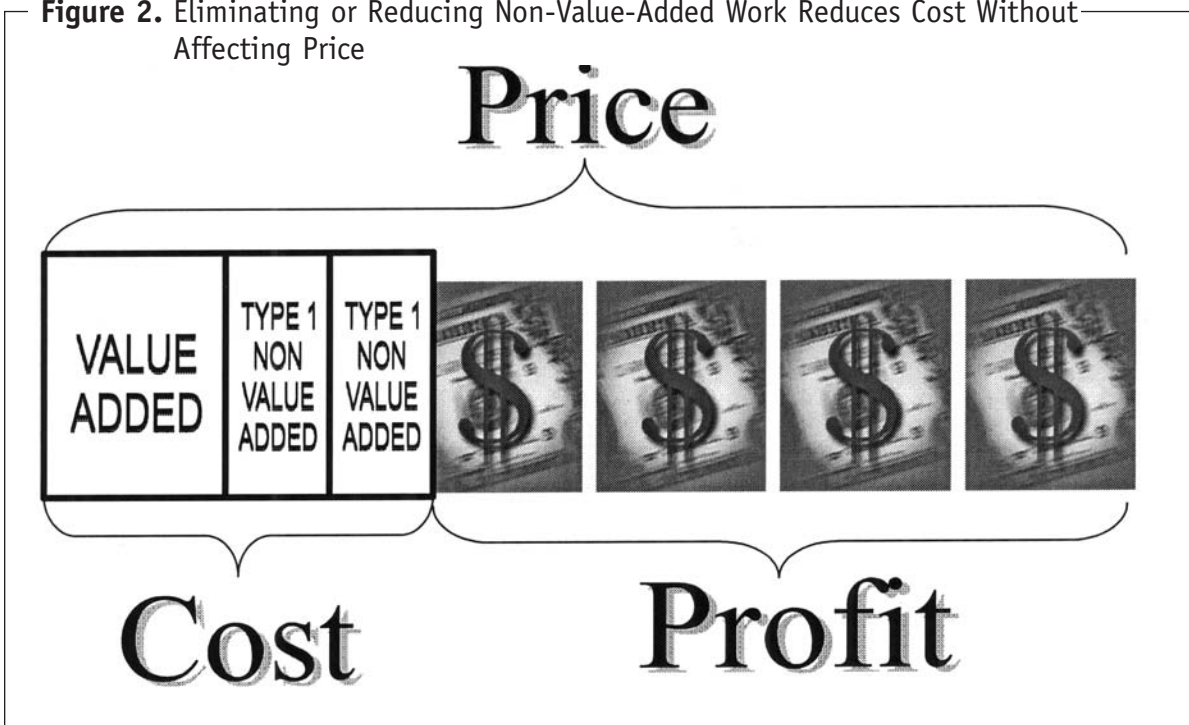 Figure 2. Eliminating or Reducing Non-Value-Added Work Reduces Cost Without
Affecting Price
Price
VALUE
ADDED
TYPE 1
NON
VALUE
ADDED
TYPE 1
NON
VALUE
ADDED
$ $ $ $
Cost
Profit